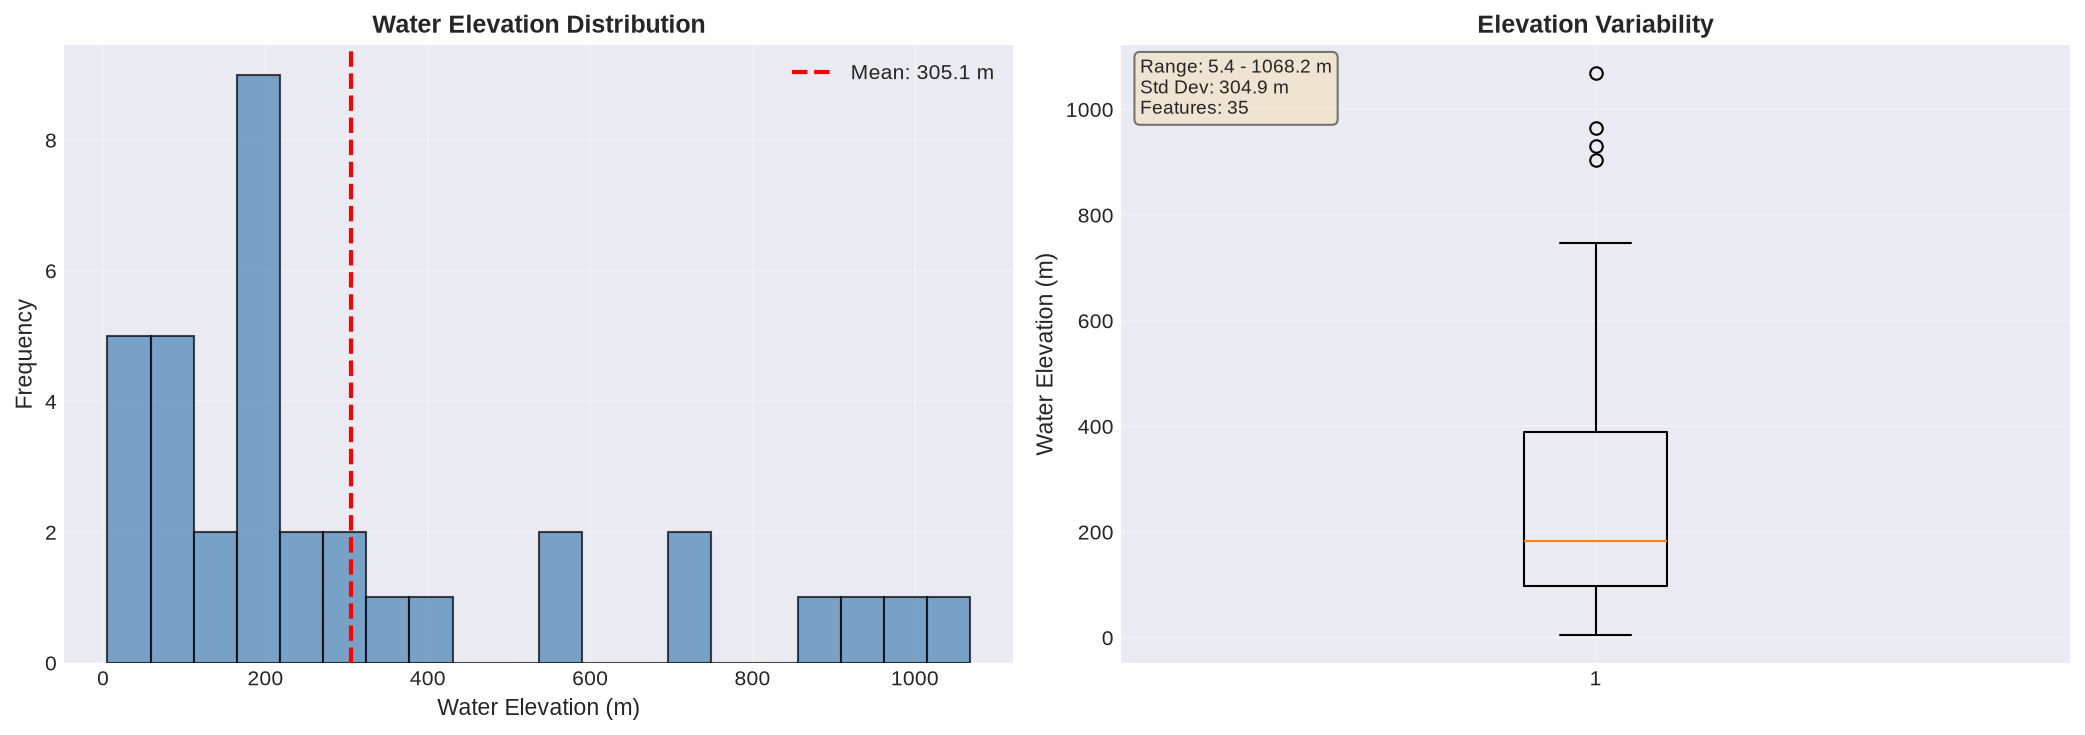 Water Elevation Distribution
Mean: 305.1 m
Frequency
8
6
4
2
0
0 200 400 600 800 1000
Water Elevation (m)
Elevation Variability
Range: 5.4 - 1068.2 m
Std Dev: 304.9 m
Features: 35
Water Elevation (m)
1000
800
600
400
200
0
1